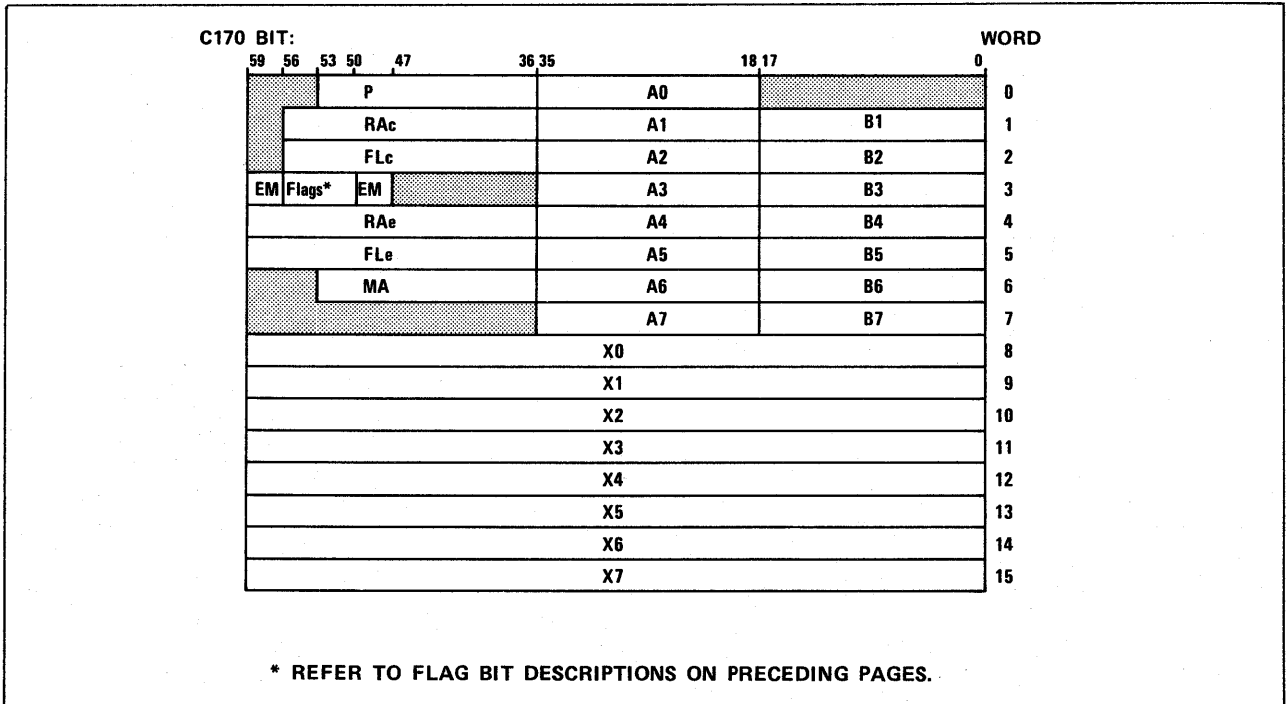 C170 BIT: WORD
59 56 53 50 47 36 35 18 17 0
P A0 0
RAc A1 B1 1
FLc A2 B2 2
EM Flags* EM A3 B3 3
RAe A4 B4 4
FLe A5 B5 5
MA A6 B6 6
A7 B7 7
X0 8
X1 9
X2 10
X3 11
X4 12
X5 13
X6 14
X7 15
* REFER TO FLAG BIT DESCRIPTIONS ON PRECEDING PAGES.